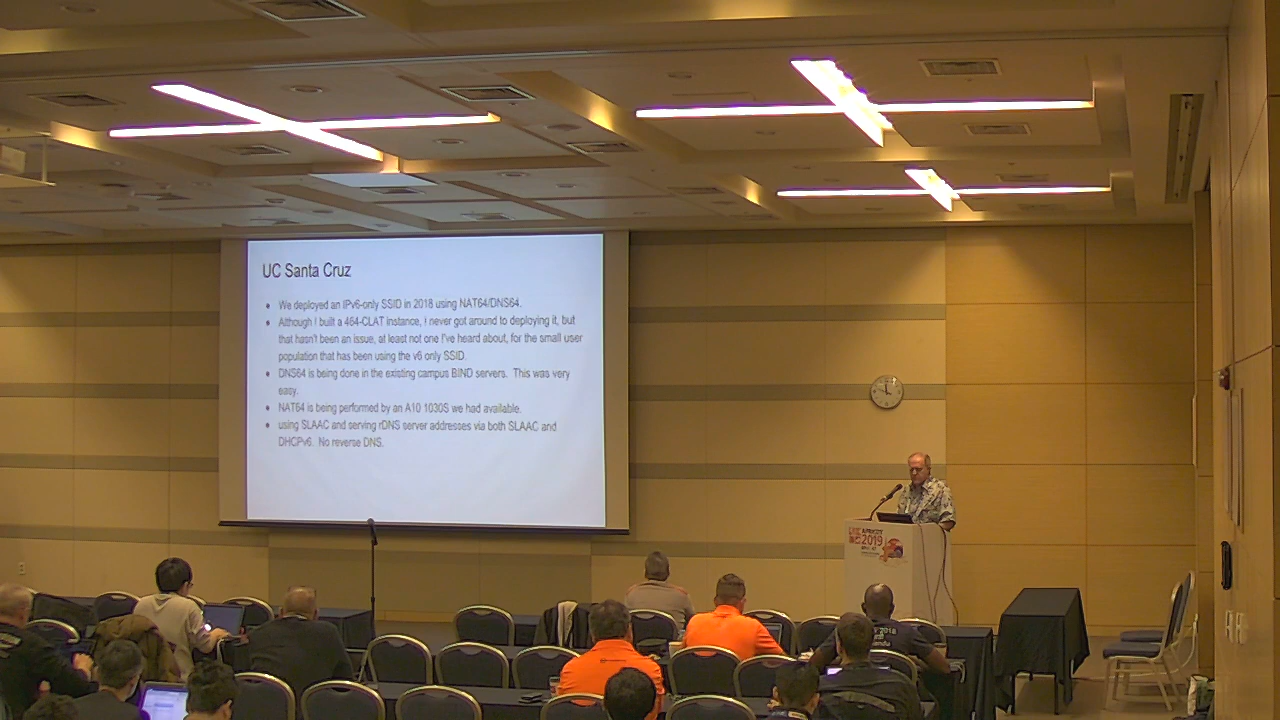 UC Santa Cruz
• We deployed an IPv6-only SSID in 2018 using NAT64/DNS64.
• Although I built a 464-CLAT instance, I never got around to deploying it, but
that hasn't been an issue, at least not one I've heard about, for the small user
population that has been using the v6 only SSID.
• DNS64 is being done in the existing campus BIND servers. This was very
easy.
• NAT64 is being performed by an A10 1030S we had available.
• using SLAAC and serving rDNS server addresses via both SLAAC and
DHCPv6. No reverse DNS.
APRICOT
2019
2018